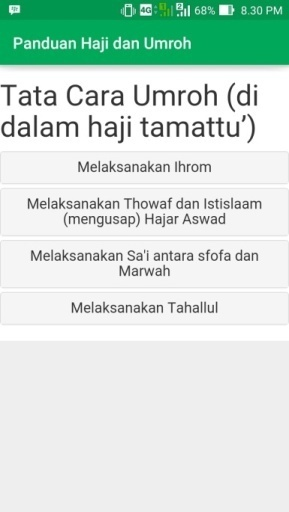 4G 68% 8.30 PM
Panduan Haji dan Umroh
Tata Cara Umroh (di
dalam haji tamattu’)
Melaksanakan Ihrom
Melaksanakan Thowaf dan Istislaam
(mengusap) Hajar Aswad
Melaksanakan Sa'i antara sfofa dan
Marwah
Melaksanakan Tahallul